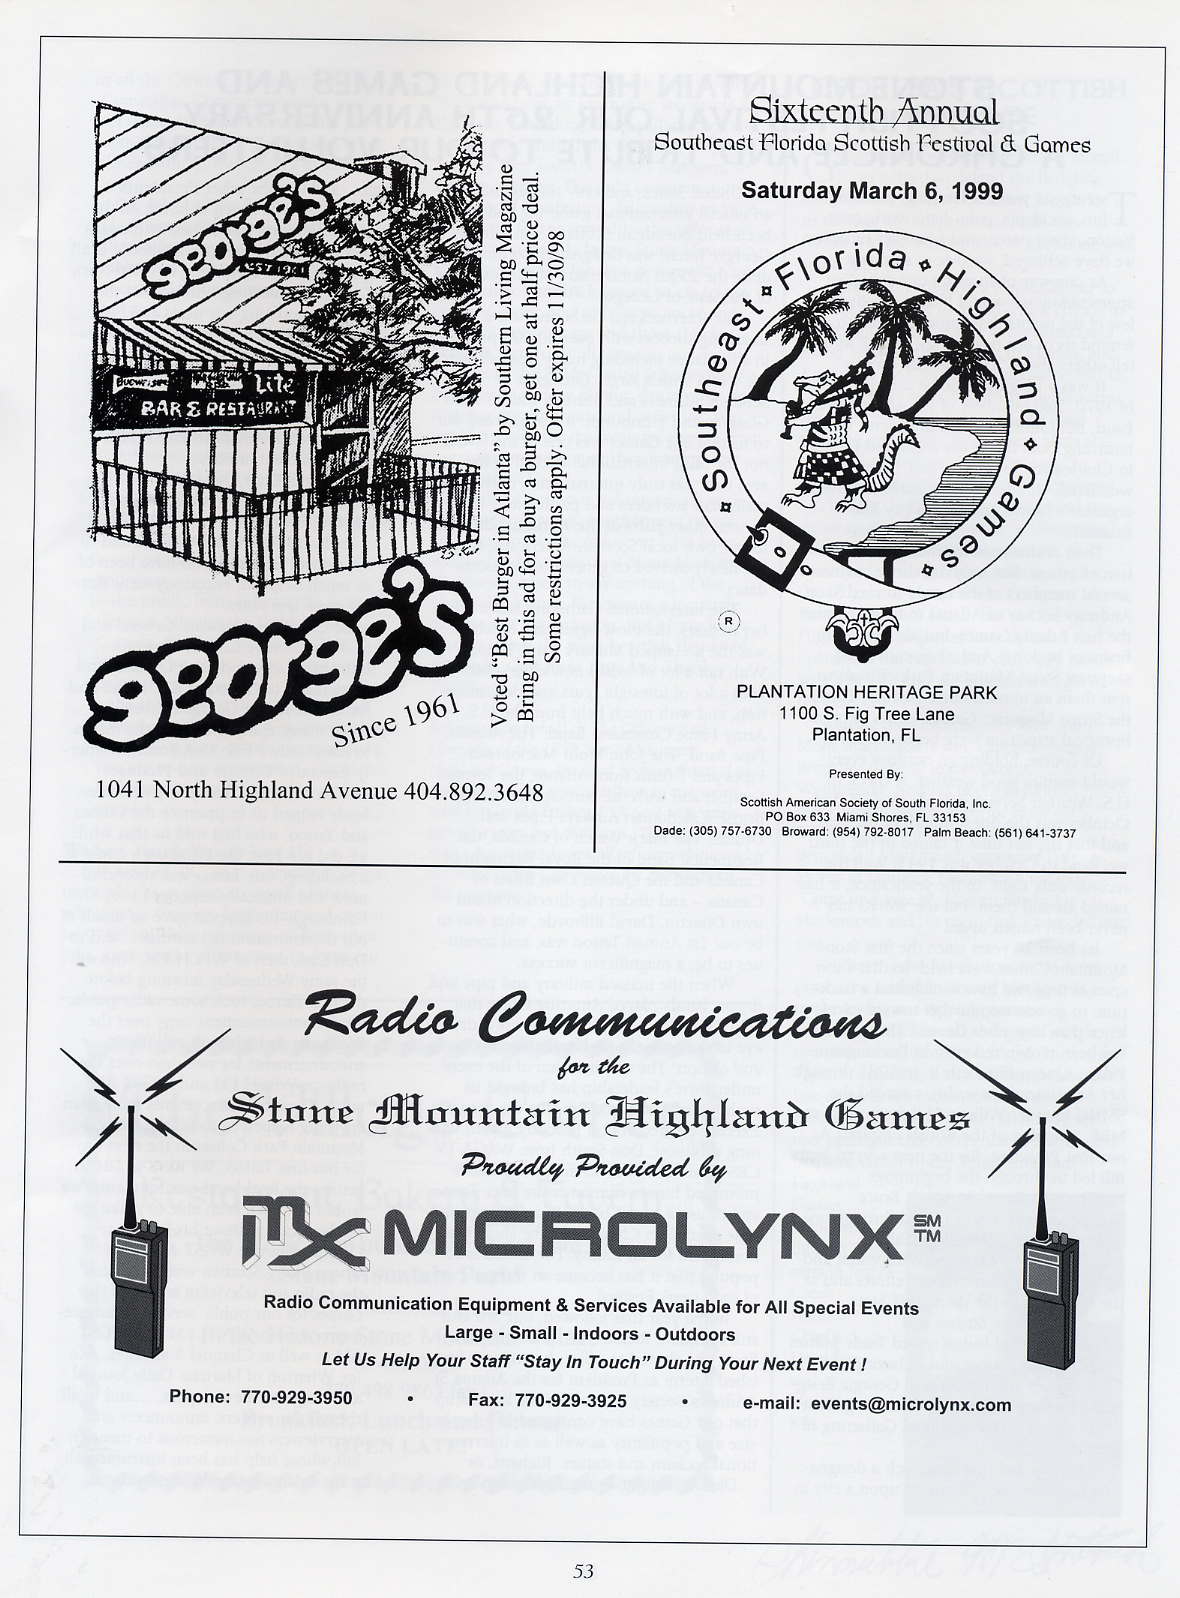 george's
EST 1961
BUDWEISER
Lite
BAR & RESTAURANT
george's
Since 1961
Voted “Best Burger in Atlanta” by Southern Living Magazine
Bring in this ad for a buy a burger, get one at half price deal.
Some restrictions apply. Offer expires 11/30/98
1041 North Highland Avenue 404.892.3648
Sixteenth Annual
Southeast Florida Scottish Festival & Games
Saturday March 6, 1999
Southeast Florida Highland Games
R
PLANTATION HERITAGE PARK
1100 S. Fig Tree Lane
Plantation, FL
Presented By:
Scottish American Society of South Florida, Inc.
PO Box 633 Miami Shores, FL 33153
Dade: (305) 757-6730 Broward: (954) 792-8017 Palm Beach: (561) 641-3737
Radio Communications
for the
Stone Mountain Highland Games
Proudly Provided by
mx MICROLYNX SM TM
Radio Communication Equipment & Services Available for All Special Events
Large - Small - Indoors - Outdoors
Let Us Help Your Staff “Stay In Touch” During Your Next Event !
Phone: 770-929-3950 • Fax: 770-929-3925 • e-mail: events@microlynx.com
53